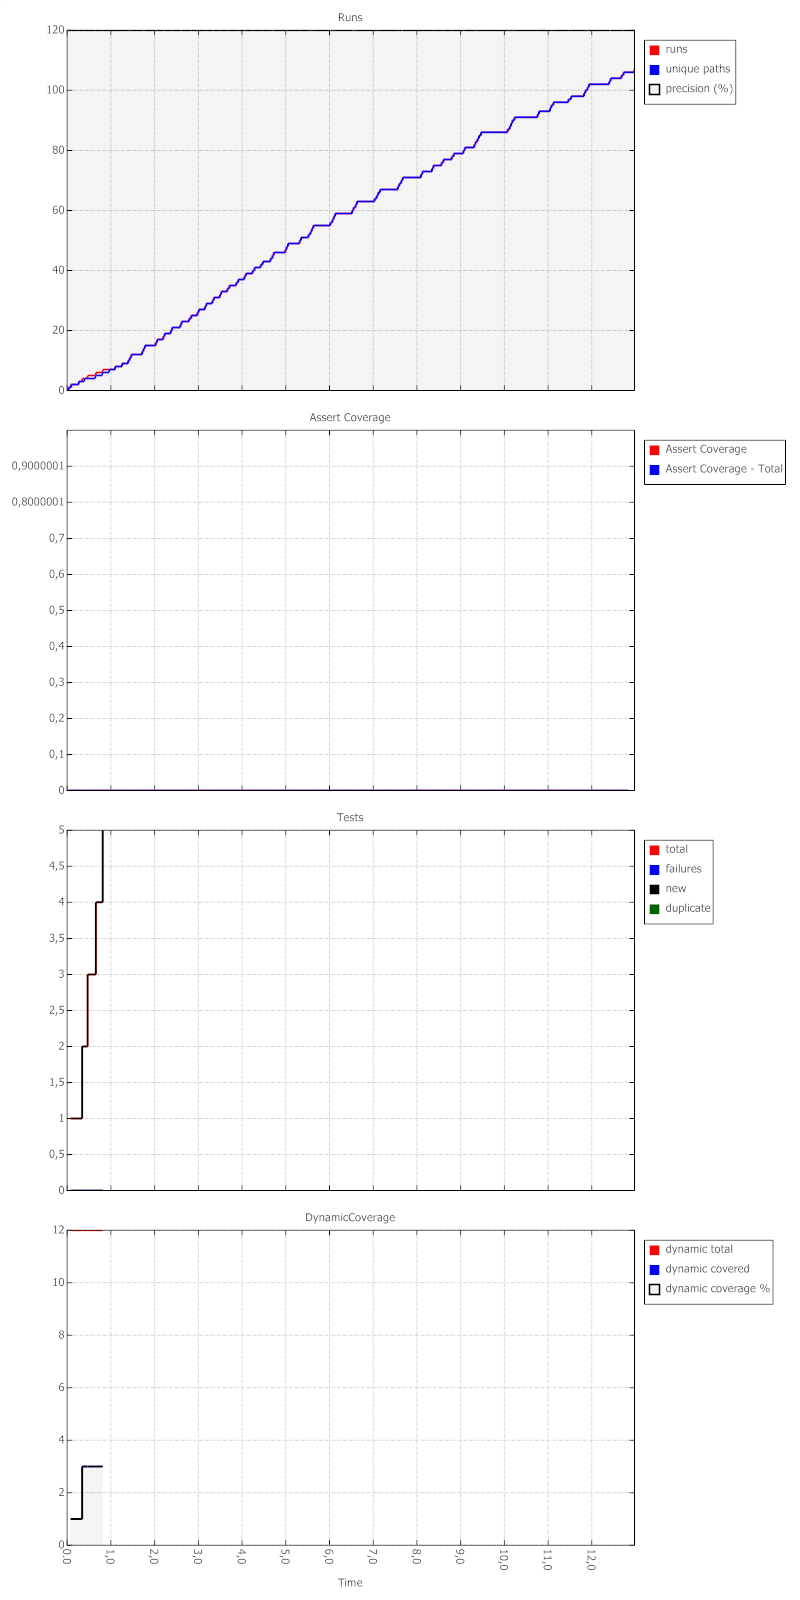 Runs
120
100
80
60
40
20
0
runs
unique paths
precision (%)
Assert Coverage
0,9000001
0,8000001
0,7
0,6
0,5
0,4
0,3
0,2
0,1
0
Assert Coverage
Assert Coverage - Total
Tests
5
4,5
4
3,5
3
2,5
2
1,5
1
0,5
0
total
failures
new
duplicate
DynamicCoverage
12
10
8
6
4
2
0
dynamic total
dynamic covered
dynamic coverage %
0,0 1,0 2,0 3,0 4,0 5,0 6,0 7,0 8,0 9,0 10,0 11,0 12,0
Time